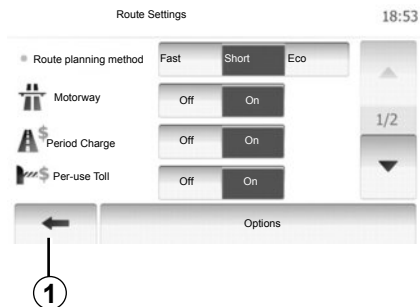 Route Settings 18:53
Route planning method Fast Short Eco
Motorway Off On
1/2
Period Charge Off On
Per-use Toll Off On
Options
1